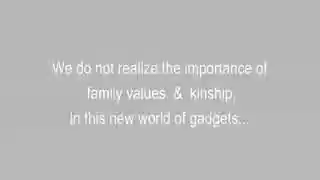 We do not realize the importance of
family values & kinship,
In this new world of gadgets...